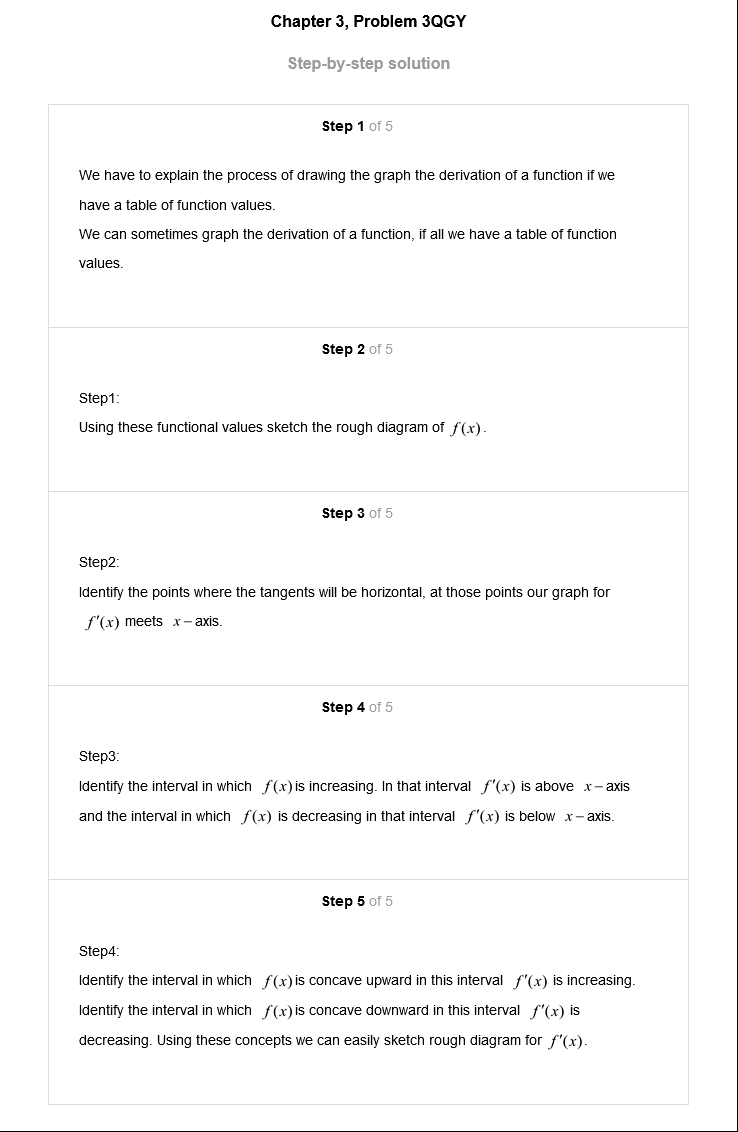 Chapter 3, Problem 3QGY
Step-by-step solution
Step 1 of 5
We have to explain the process of drawing the graph the derivation of a function if we
have a table of function values.
We can sometimes graph the derivation of a function, if all we have a table of function
values.
Step 2 of 5
Step1:
Using these functional values sketch the rough diagram of f(x).
Step 3 of 5
Step2:
Identify the points where the tangents will be horizontal, at those points our graph for
f'(x) meets x−axis.
Step 4 of 5
Step3:
Identify the interval in which f(x) is increasing. In that interval f'(x) is above x−axis
and the interval in which f(x) is decreasing in that interval f'(x) is below x−axis.
Step 5 of 5
Step4:
Identify the interval in which f(x) is concave upward in this interval f'(x) is increasing.
Identify the interval in which f(x) is concave downward in this interval f'(x) is
decreasing. Using these concepts we can easily sketch rough diagram for f'(x).